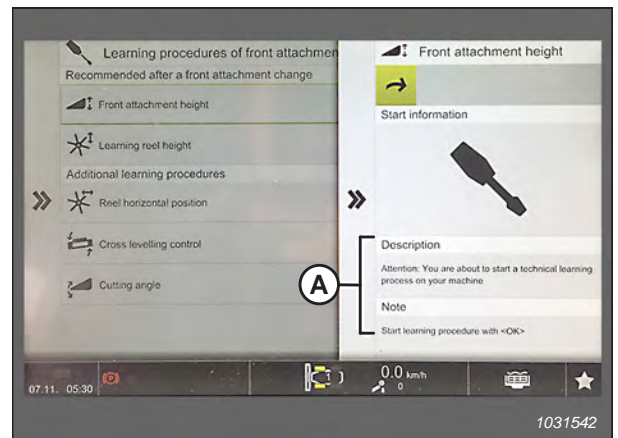 Learning procedures of front attachmen
Recommended after a front attachment change
Front attachment height
Learning reel height
Additional learning procedures
Reel horizontal position
Cross levelling control
Cutting angle
Front attachment height
Start information
Description
Attention: You are about to start a technical learning
process on your machine
Note
Start learning procedure with <OK>
A
07.11. 05:30
1
0.0 km/h
0
1031542